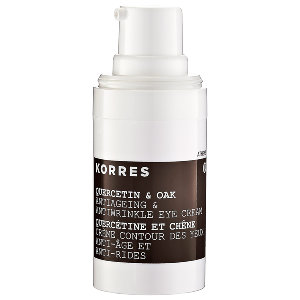 KORRES
QUERCETIN & OAK
ANTIAGEING &
ANTIWRINKLE EYE CREAM
QUERCÉTINE ET CHÊNE
CRÈME CONTOUR DES YEUX
ANTI-ÂGE ET
ANTI-RIDES